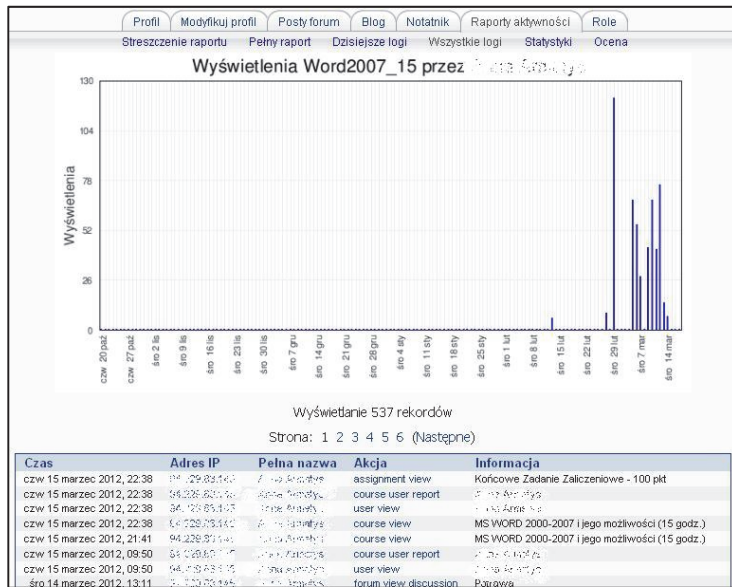 Profil Modyfikuj profil Posty forum Blog Notatnik Raporty aktywności Role
Streszczenie raportu Pełny raport Dzisiejsze logi Wszystkie logi Statystyki Ocena
Wyświetlenia Word2007_15 przez
130
104
78
52
26
0
Wyświetlenia
czw 20 paź
czw 27 paź
śro 2 lis
śro 9 lis
śro 16 lis
śro 23 lis
śro 30 lis
śro 7 gru
śro 14 gru
śro 21 gru
śro 28 gru
śro 4 sty
śro 11 sty
śro 18 sty
śro 25 sty
śro 1 lut
śro 8 lut
śro 15 lut
śro 22 lut
śro 29 lut
śro 7 mar
śro 14 mar
Wyświetlanie 537 rekordów
Strona: 1 2 3 4 5 6 (Następne)
Czas Adres IP Pełna nazwa Akcja Informacja
czw 15 marzec 2012, 22:38 assignment view Końcowe Zadanie Zaliczeniowe - 100 pkt
czw 15 marzec 2012, 22:38 course user report
czw 15 marzec 2012, 22:38 user view
czw 15 marzec 2012, 22:38 course view MS WORD 2000-2007 i jego możliwości (15 godz.)
czw 15 marzec 2012, 21:41 course view MS WORD 2000-2007 i jego możliwości (15 godz.)
czw 15 marzec 2012, 09:50 course user report
czw 15 marzec 2012, 09:50 user view
śro 14 marzec 2012, 13:11 forum view discussion Potrawa